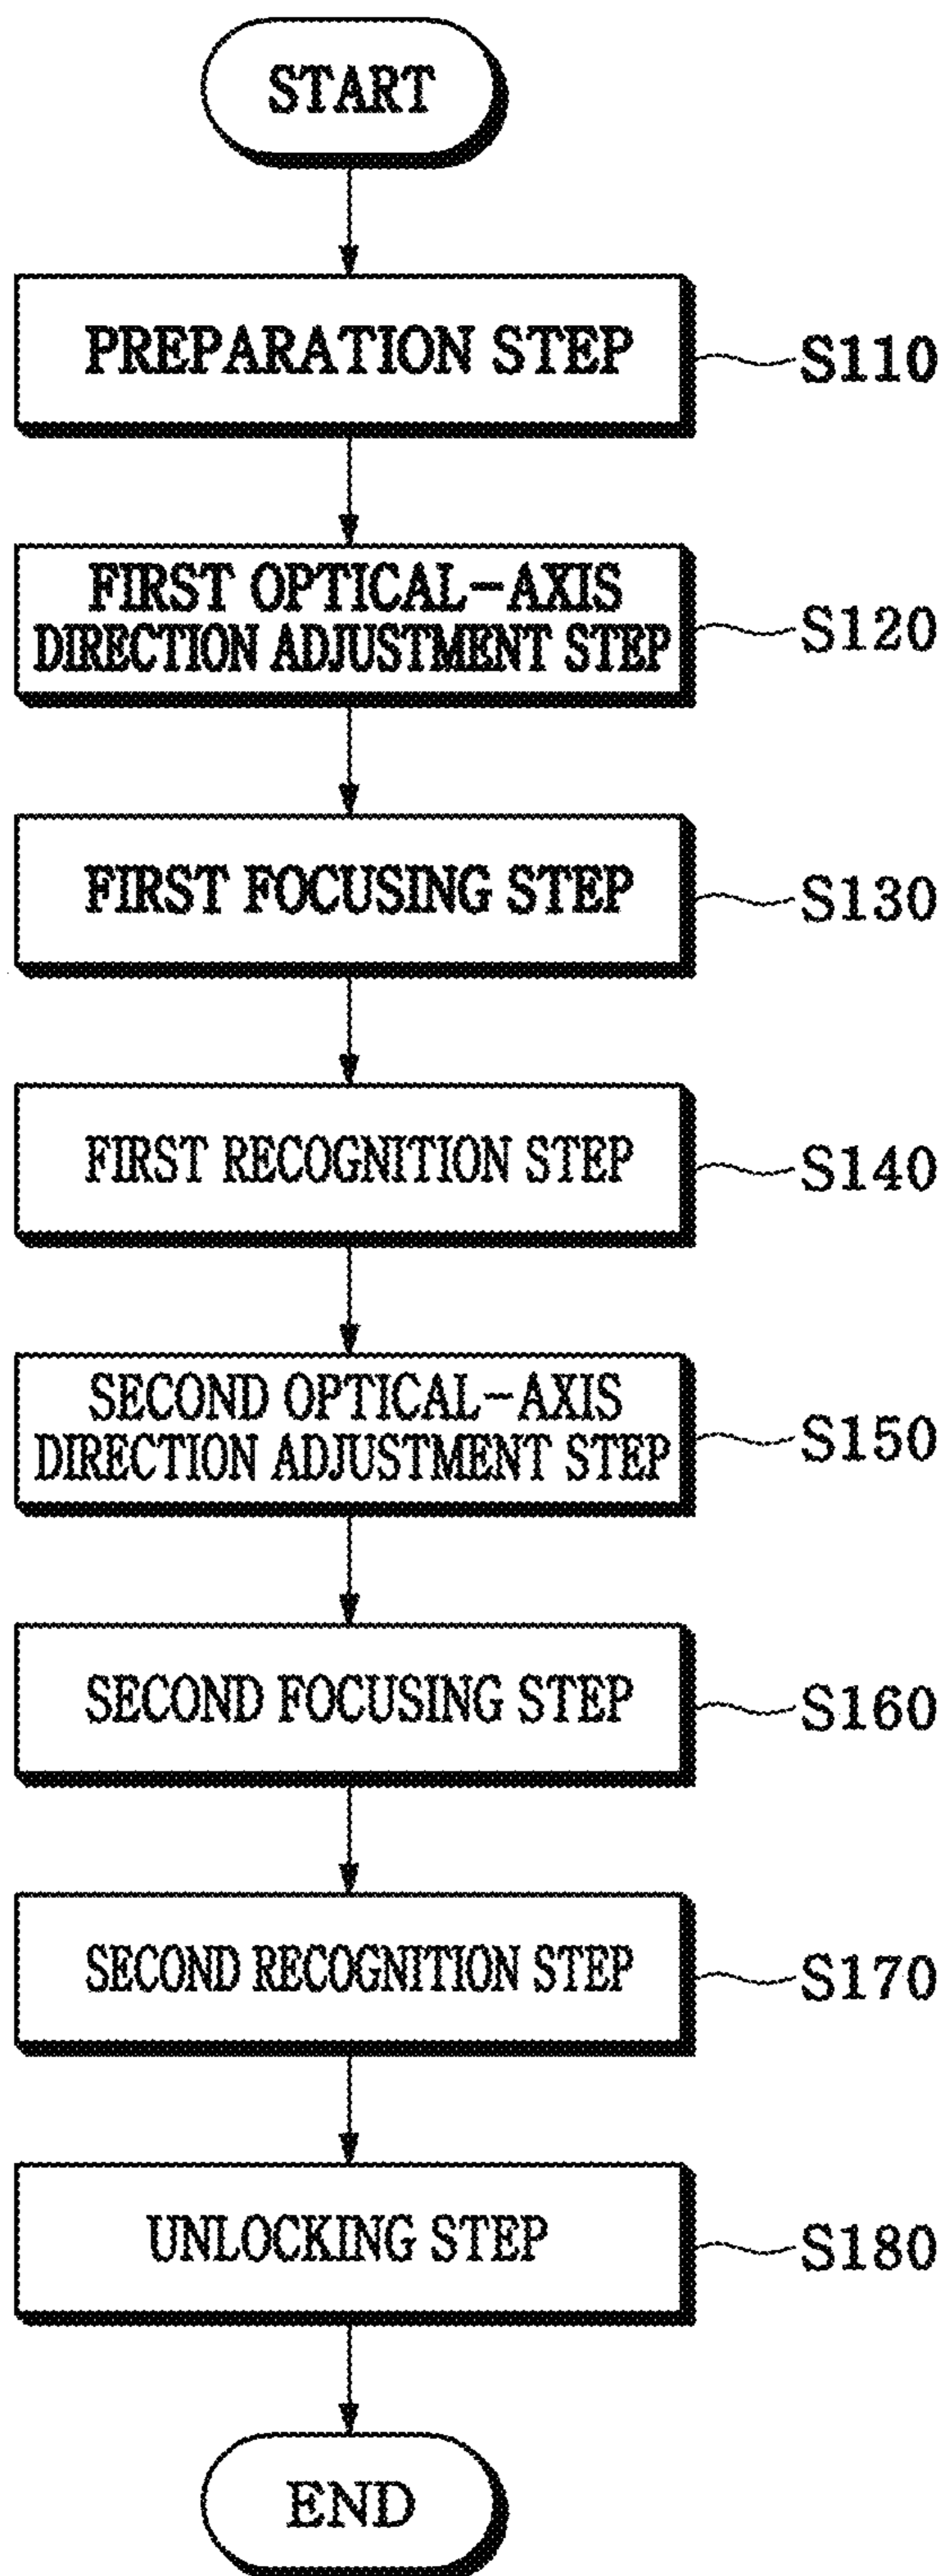 START
PREPARATION STEP
S110
FIRST OPTICAL-AXIS
DIRECTION ADJUSTMENT STEP
S120
FIRST FOCUSING STEP
S130
FIRST RECOGNITION STEP
S140
SECOND OPTICAL-AXIS
DIRECTION ADJUSTMENT STEP
S150
SECOND FOCUSING STEP
S160
SECOND RECOGNITION STEP
S170
UNLOCKING STEP
S180
END